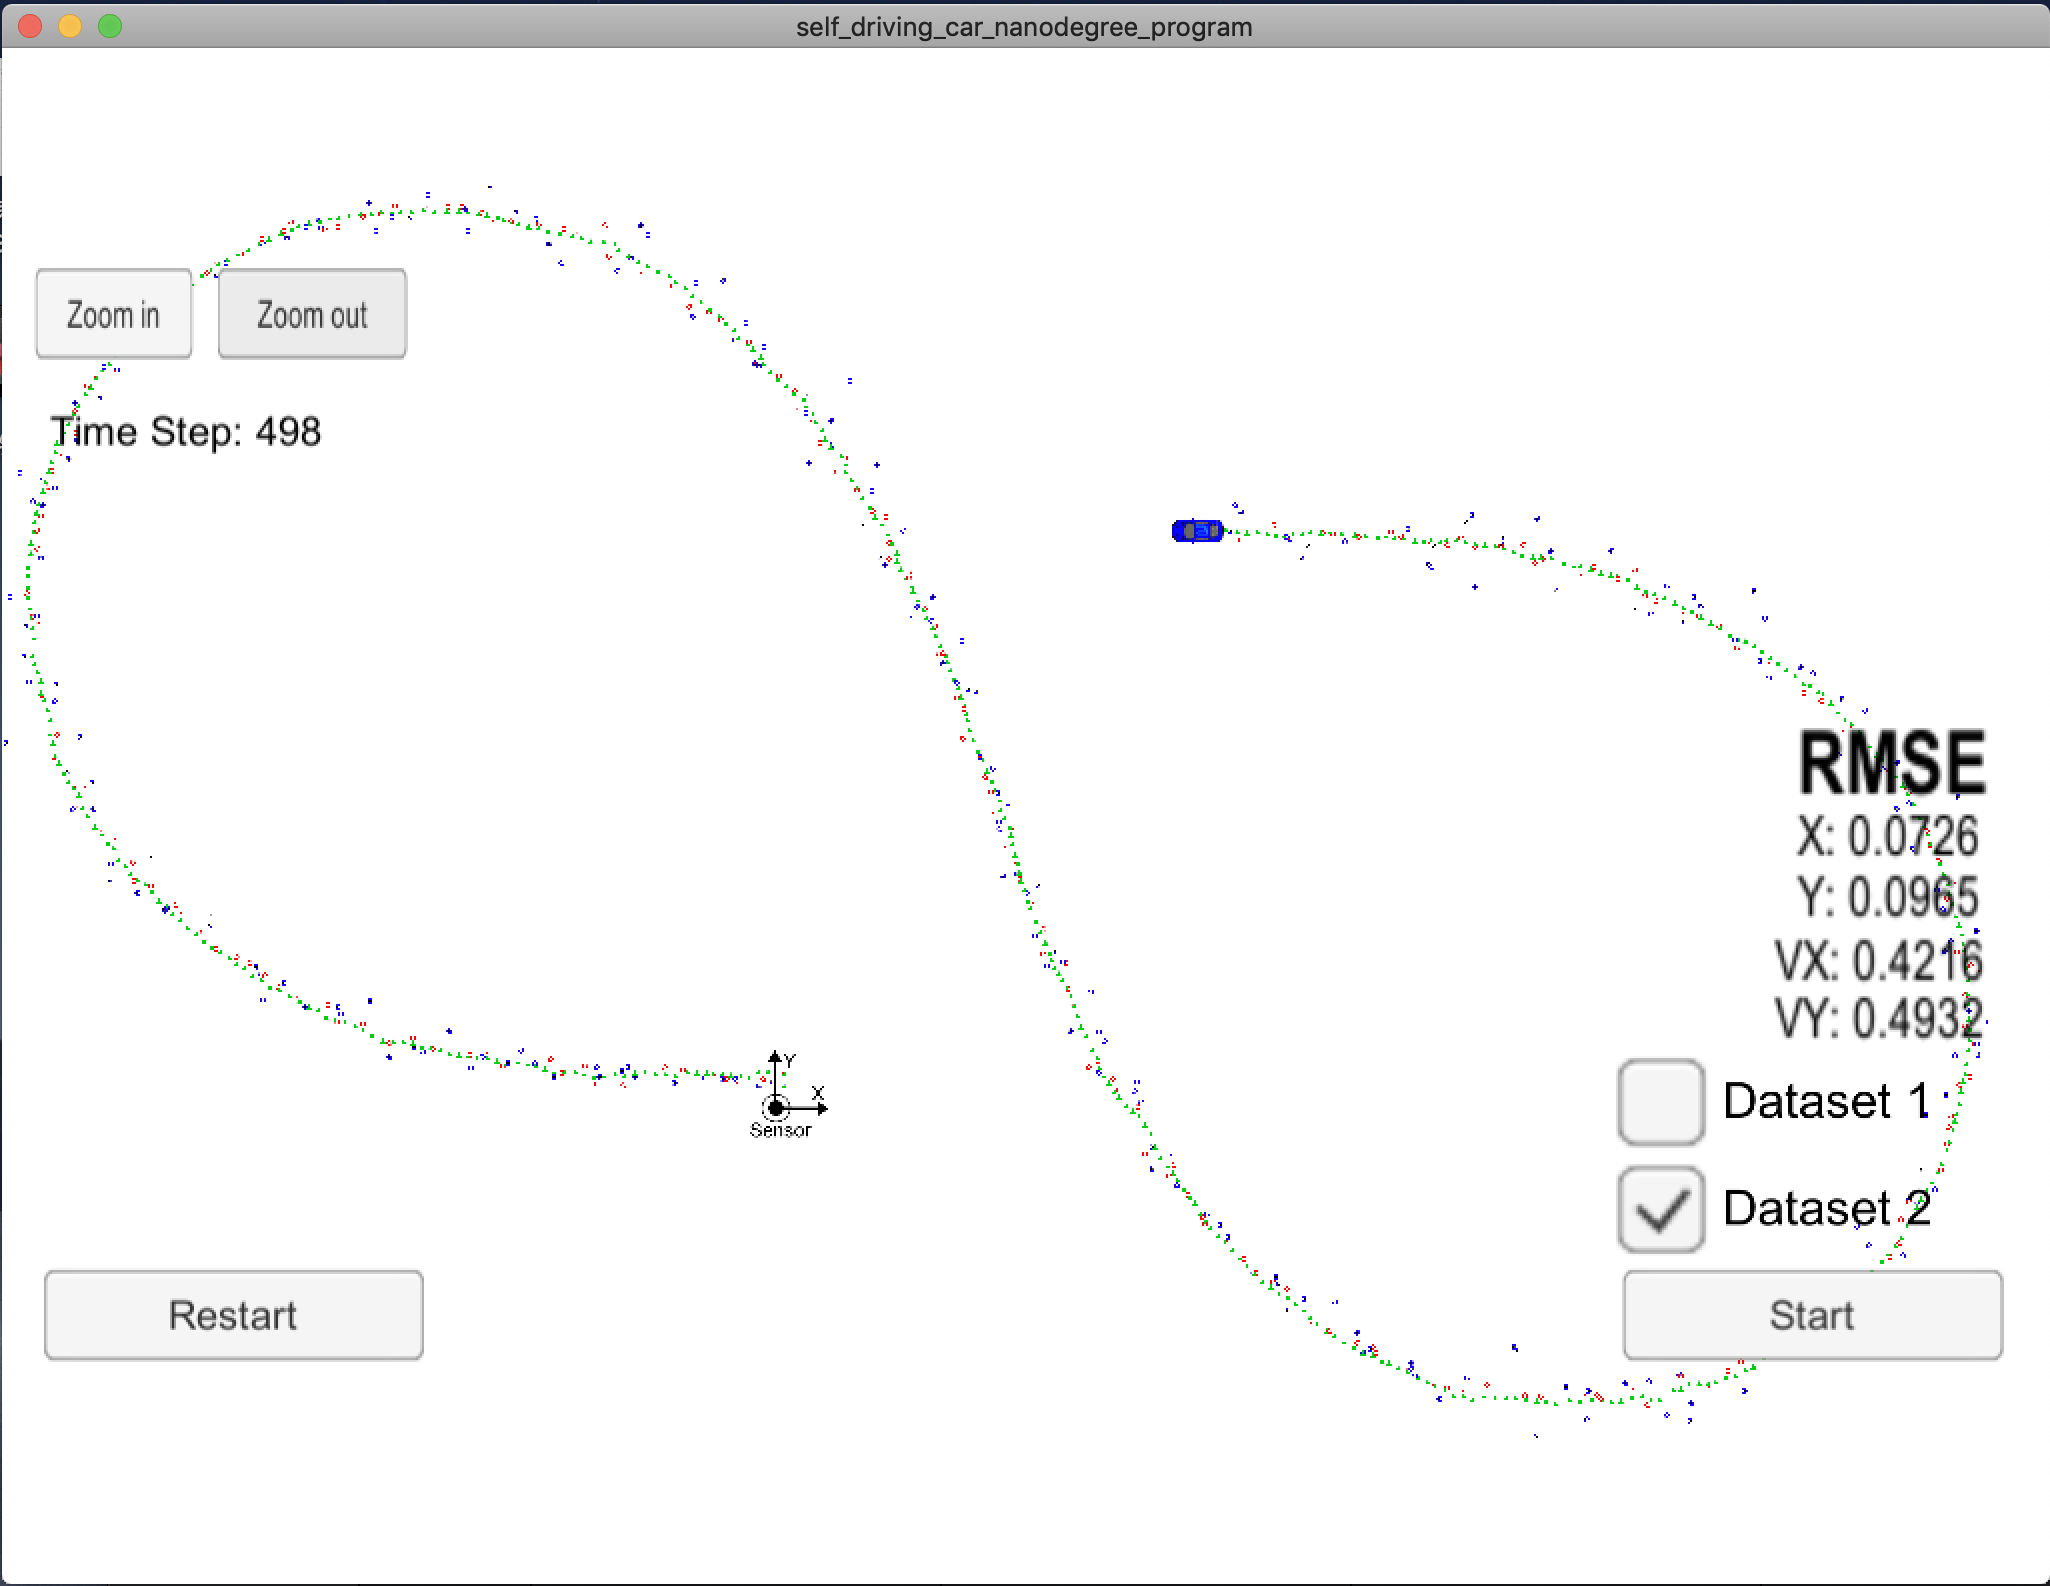 self_driving_car_nanodegree_program
Zoom in
Zoom out
Time Step: 498
RMSE
X: 0.0726
Y: 0.0965
VX: 0.4216
VY: 0.4932
Y
X
Sensor
Dataset 1
Dataset 2
Restart
Start